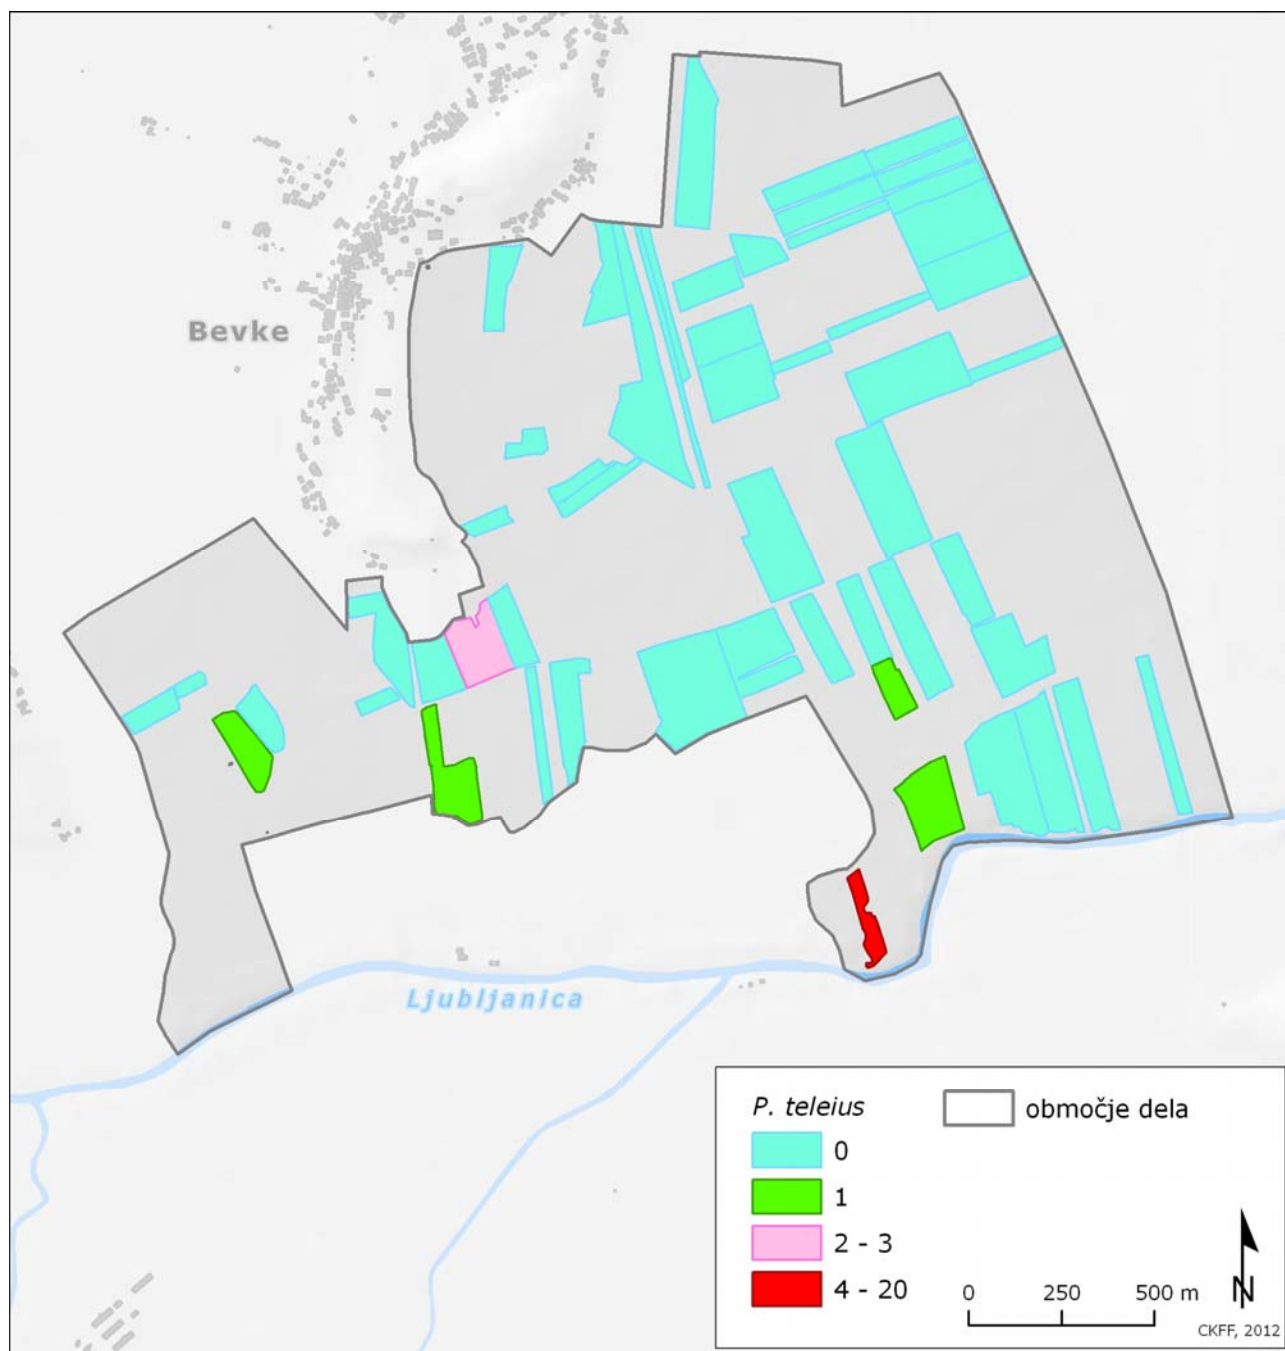 Bevke
Ljubljanica
P. teleius
območje dela
0
1
2 - 3
4 - 20
0 250 500 m
N
CKFF, 2012